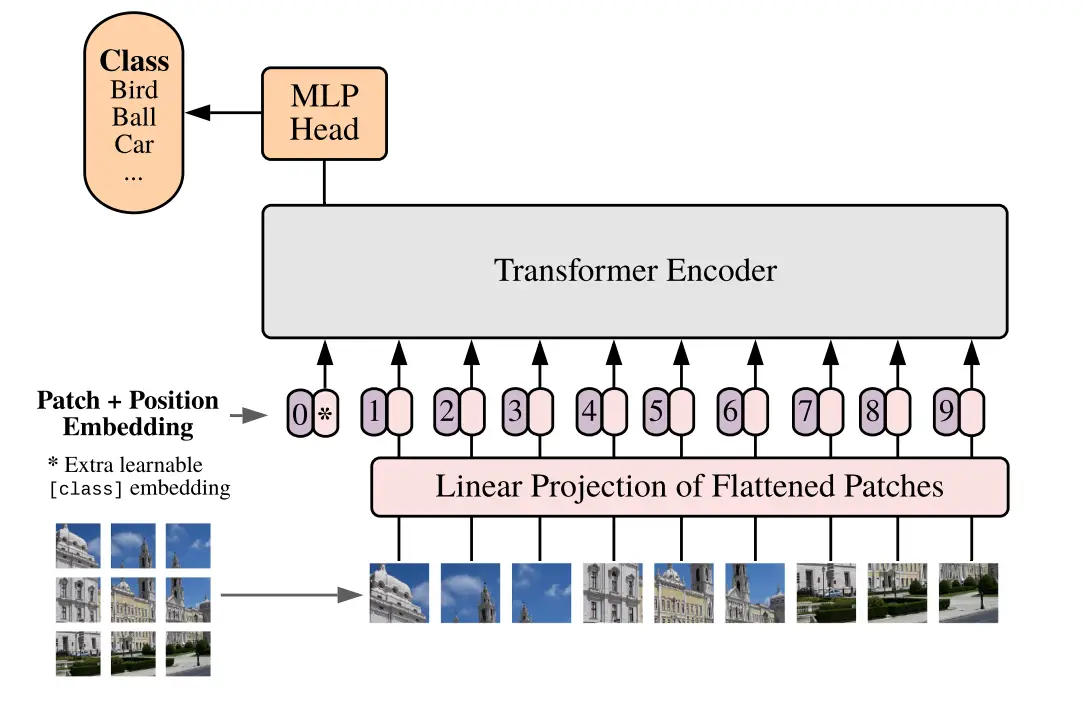 Class
Bird
Ball
Car
...
MLP
Head
Transformer Encoder
Patch + Position
Embedding
0 * 1 2 3 4 5 6 7 8 9
* Extra learnable
[class] embedding
Linear Projection of Flattened Patches